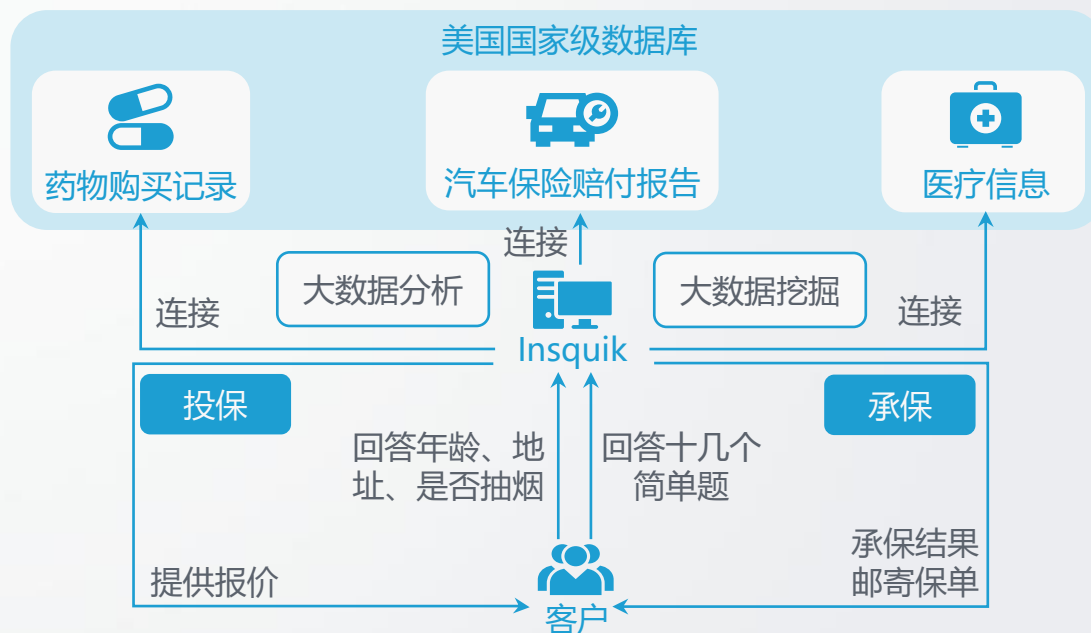 美国国家级数据库
药物购买记录
汽车保险赔付报告
医疗信息
连接
大数据分析
大数据挖掘
连接
连接
Insquik
投保
承保
回答年龄、地
址、是否抽烟
回答十几个
简单题
提供报价
承保结果
邮寄保单
客户